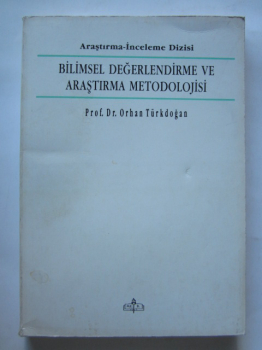 Araştırma-İnceleme Dizisi
BİLİMSEL DEĞERLENDİRME VE
ARAŞTIRMA METODOLOJİSİ
Prof. Dr. Orhan Türkdoğan